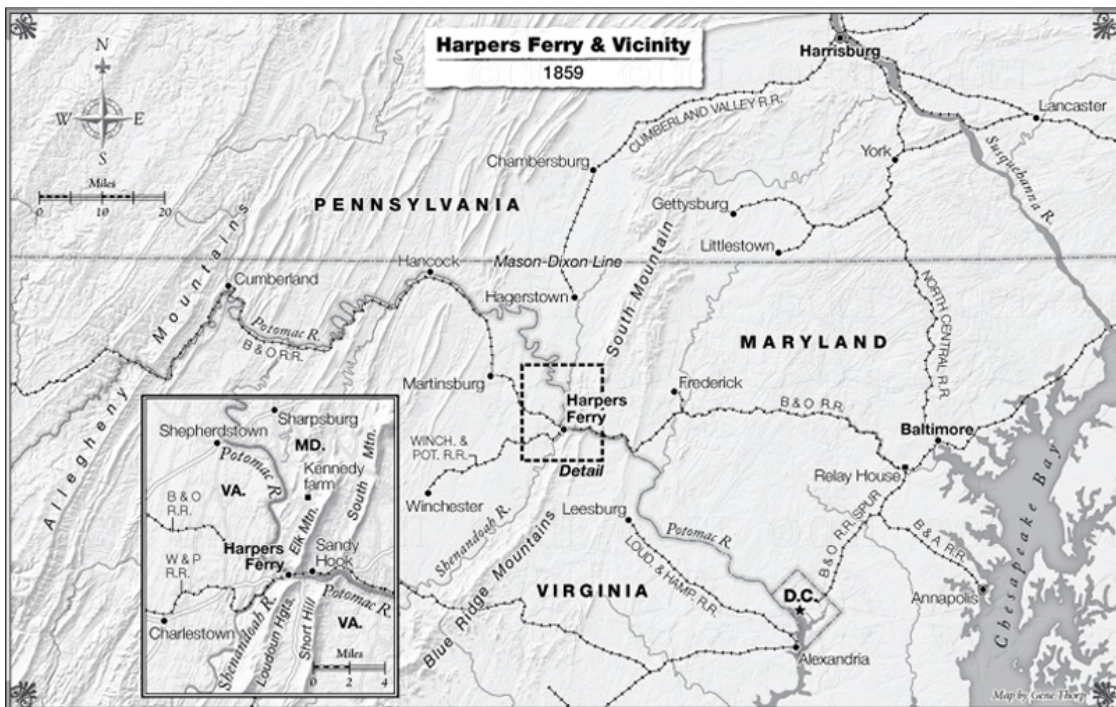 Harpers Ferry & Vicinity
1859
N
W
E
S
Miles
0 10 20
Harrisburg
Lancaster
CUMBERLAND VALLEY R.R.
York
Susquehanna R.
Chambersburg
PENNSYLVANIA
Gettysburg
Littlestown
Mason-Dixon Line
Hancock
Cumberland
Hagerstown
South Mountain
Allegheny Mountains
Potomac R.
B & O R.R.
NORTH CENTRAL R.R.
MARYLAND
Martinsburg
Frederick
Harpers
Ferry
B & O R.R.
Baltimore
WINCH. &
POT. R.R.
Detail
Relay House
Winchester
Leesburg
Shenandoah R.
Potomac R.
B & O R.R. SPUR
B & A R.R.
Chesapeake Bay
LOUD. & HAMP. R.R.
VIRGINIA
D.C.
Annapolis
Blue Ridge Mountains
Alexandria
Map by Gene Thorp
Sharpsburg
Shepherdstown
MD.
Potomac R.
Kennedy
farm
South Mtn.
VA.
B & O
R.R.
Elk Mtn.
Harpers
Ferry
Sandy
Hook
W & P
R.R.
Potomac R.
Charlestown
Shenandoah R.
Loudoun Hgts.
Short Hill
VA.
Miles
0 2 4